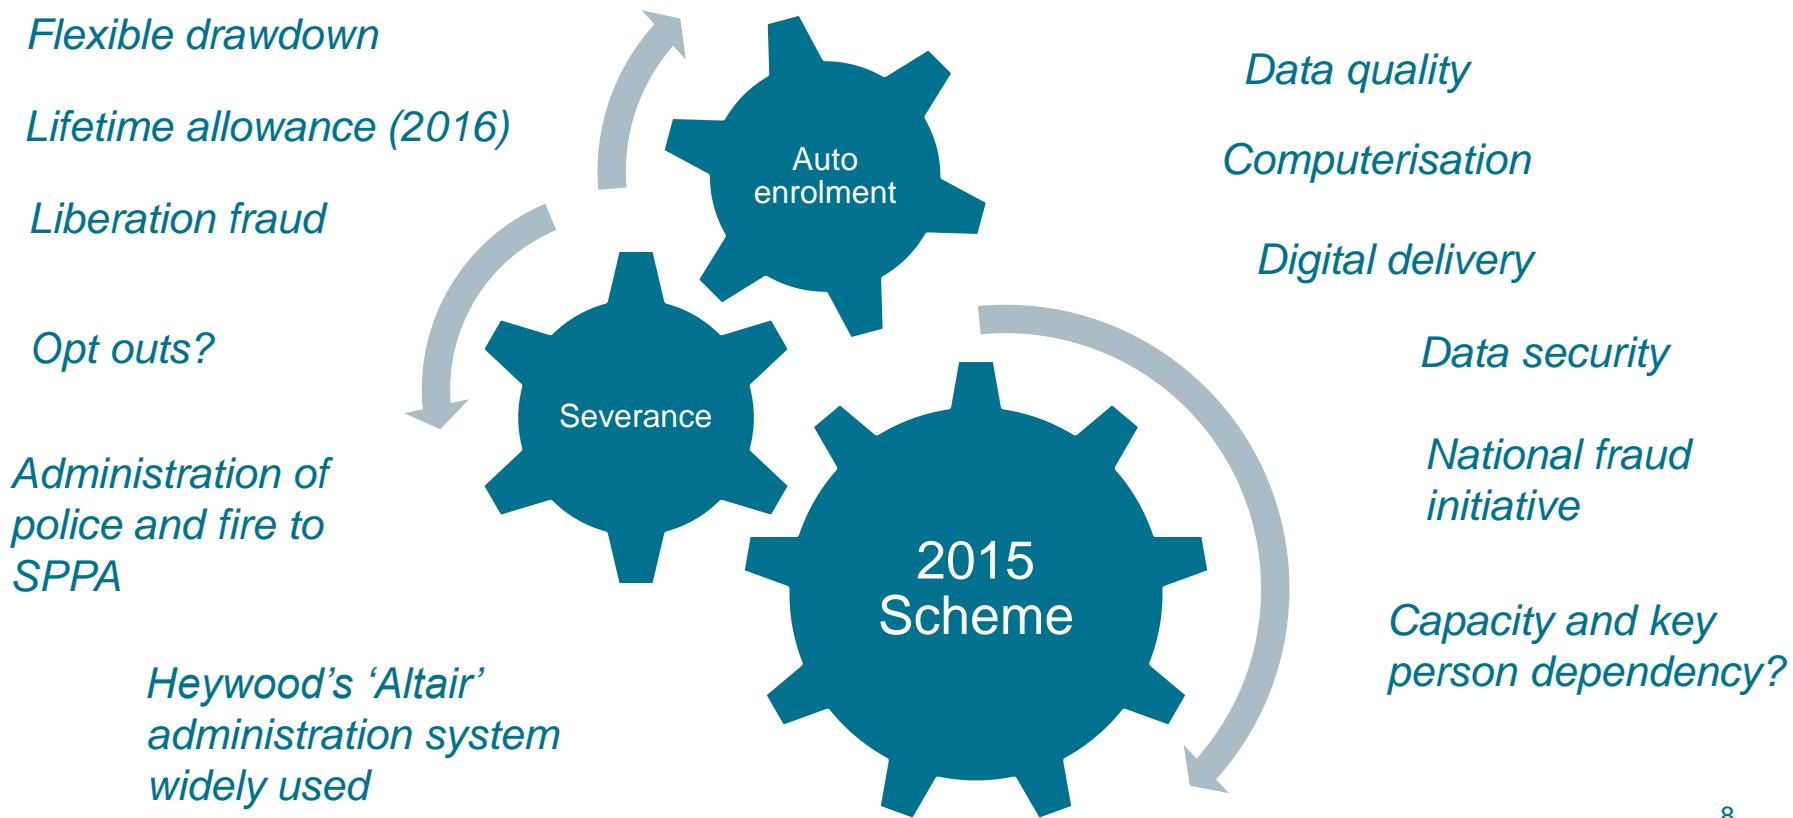 Flexible drawdown
Lifetime allowance (2016)
Liberation fraud
Opt outs?
Administration of
police and fire to
SPPA
Heywood’s ‘Altair’
administration system
widely used
Auto
enrolment
Severance
2015
Scheme
Data quality
Computerisation
Digital delivery
Data security
National fraud
initiative
Capacity and key
person dependency?
8